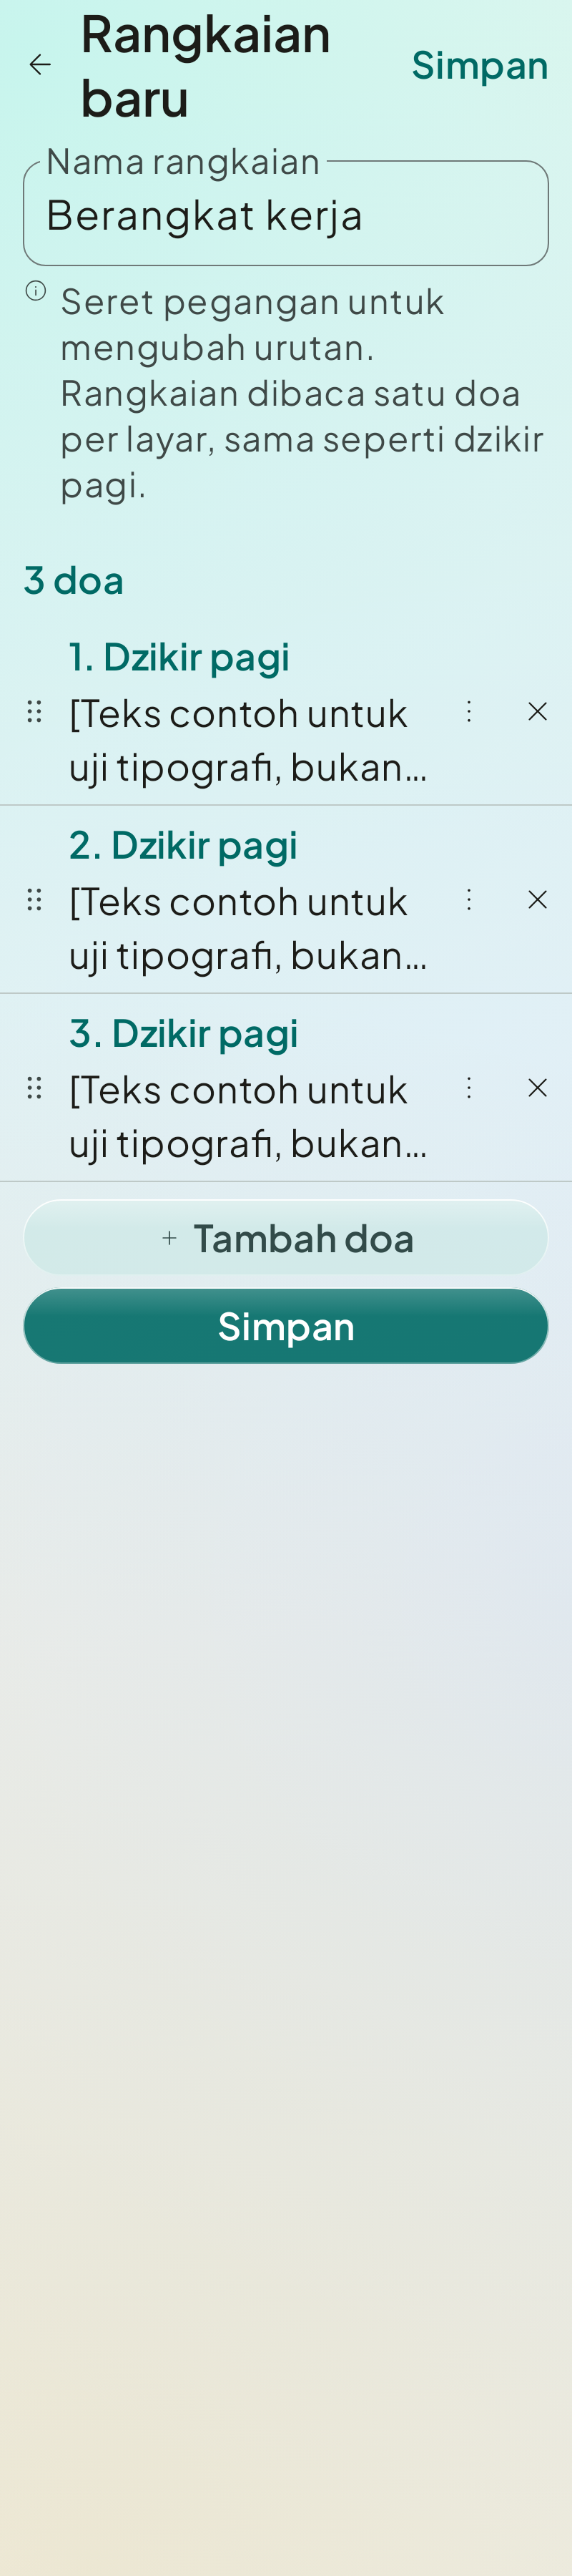 Rangkaian
baru
Simpan
Nama rangkaian
Berangkat kerja
Seret pegangan untuk
mengubah urutan.
Rangkaian dibaca satu doa
per layar, sama seperti dzikir
pagi.
3 doa
1. Dzikir pagi
[Teks contoh untuk
uji tipografi, bukan...
2. Dzikir pagi
[Teks contoh untuk
uji tipografi, bukan...
3. Dzikir pagi
[Teks contoh untuk
uji tipografi, bukan...
+ Tambah doa
Simpan